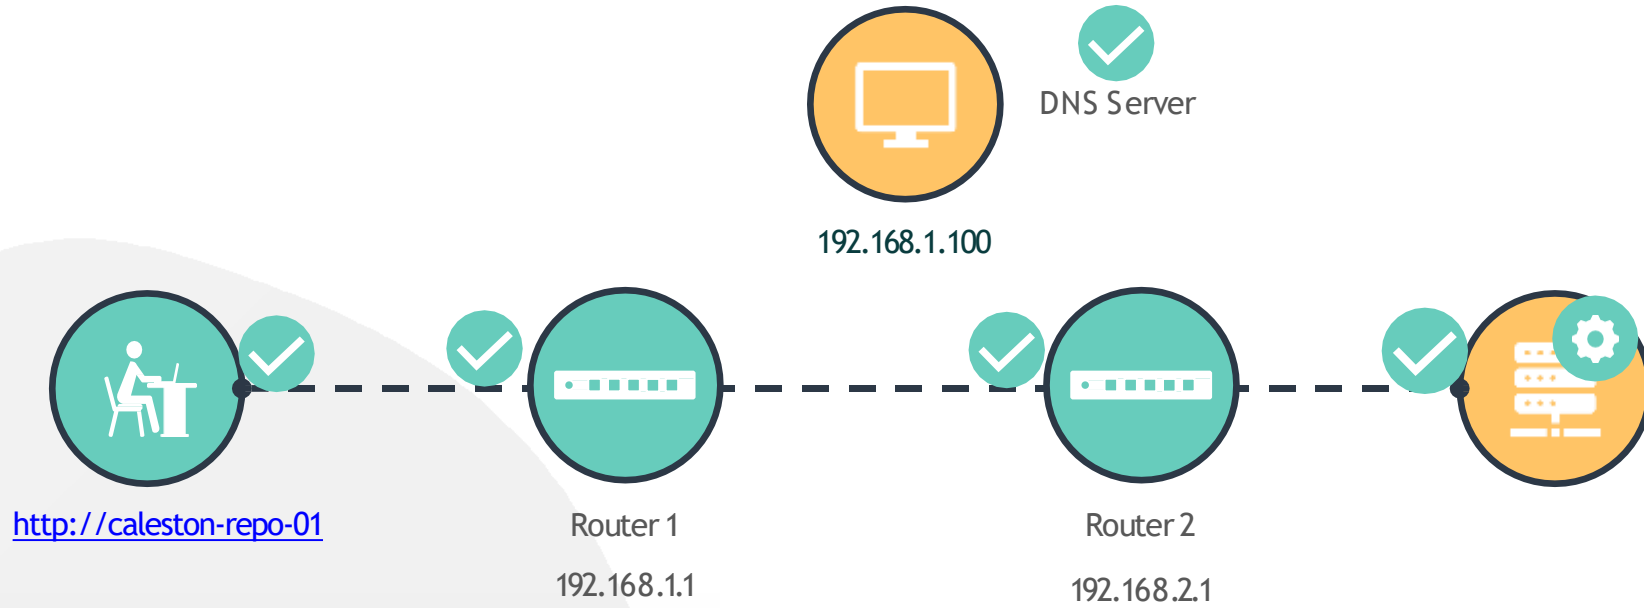 DNS Server
192.168.1.100
http://caleston-repo-01
Router 1
Router 2
192.168.1.1
192.168.2.1